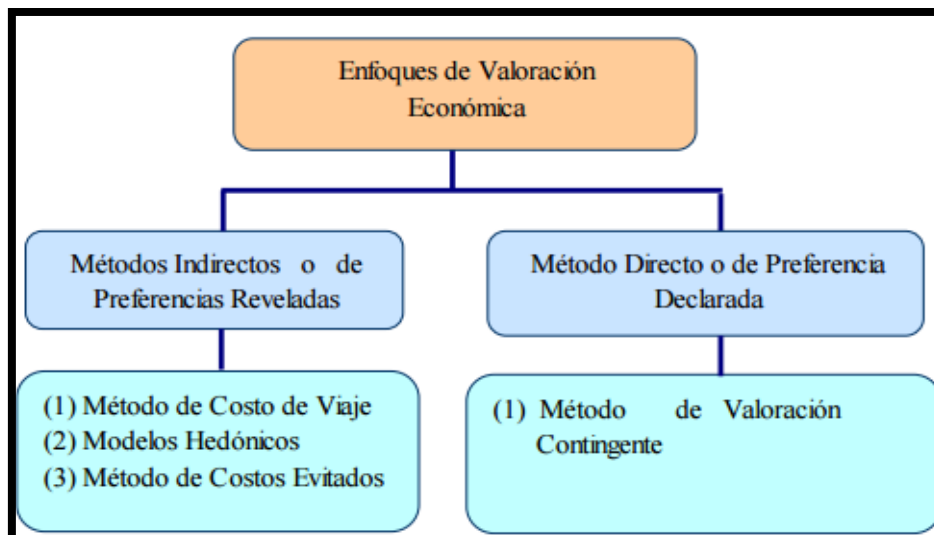 Enfoques de Valoración
Económica
Métodos Indirectos o de
Preferencias Reveladas
Método Directo o de Preferencia
Declarada
(1) Método de Costo de Viaje
(2) Modelos Hedónicos
(3) Método de Costos Evitados
(1) Método de Valoración
Contingente